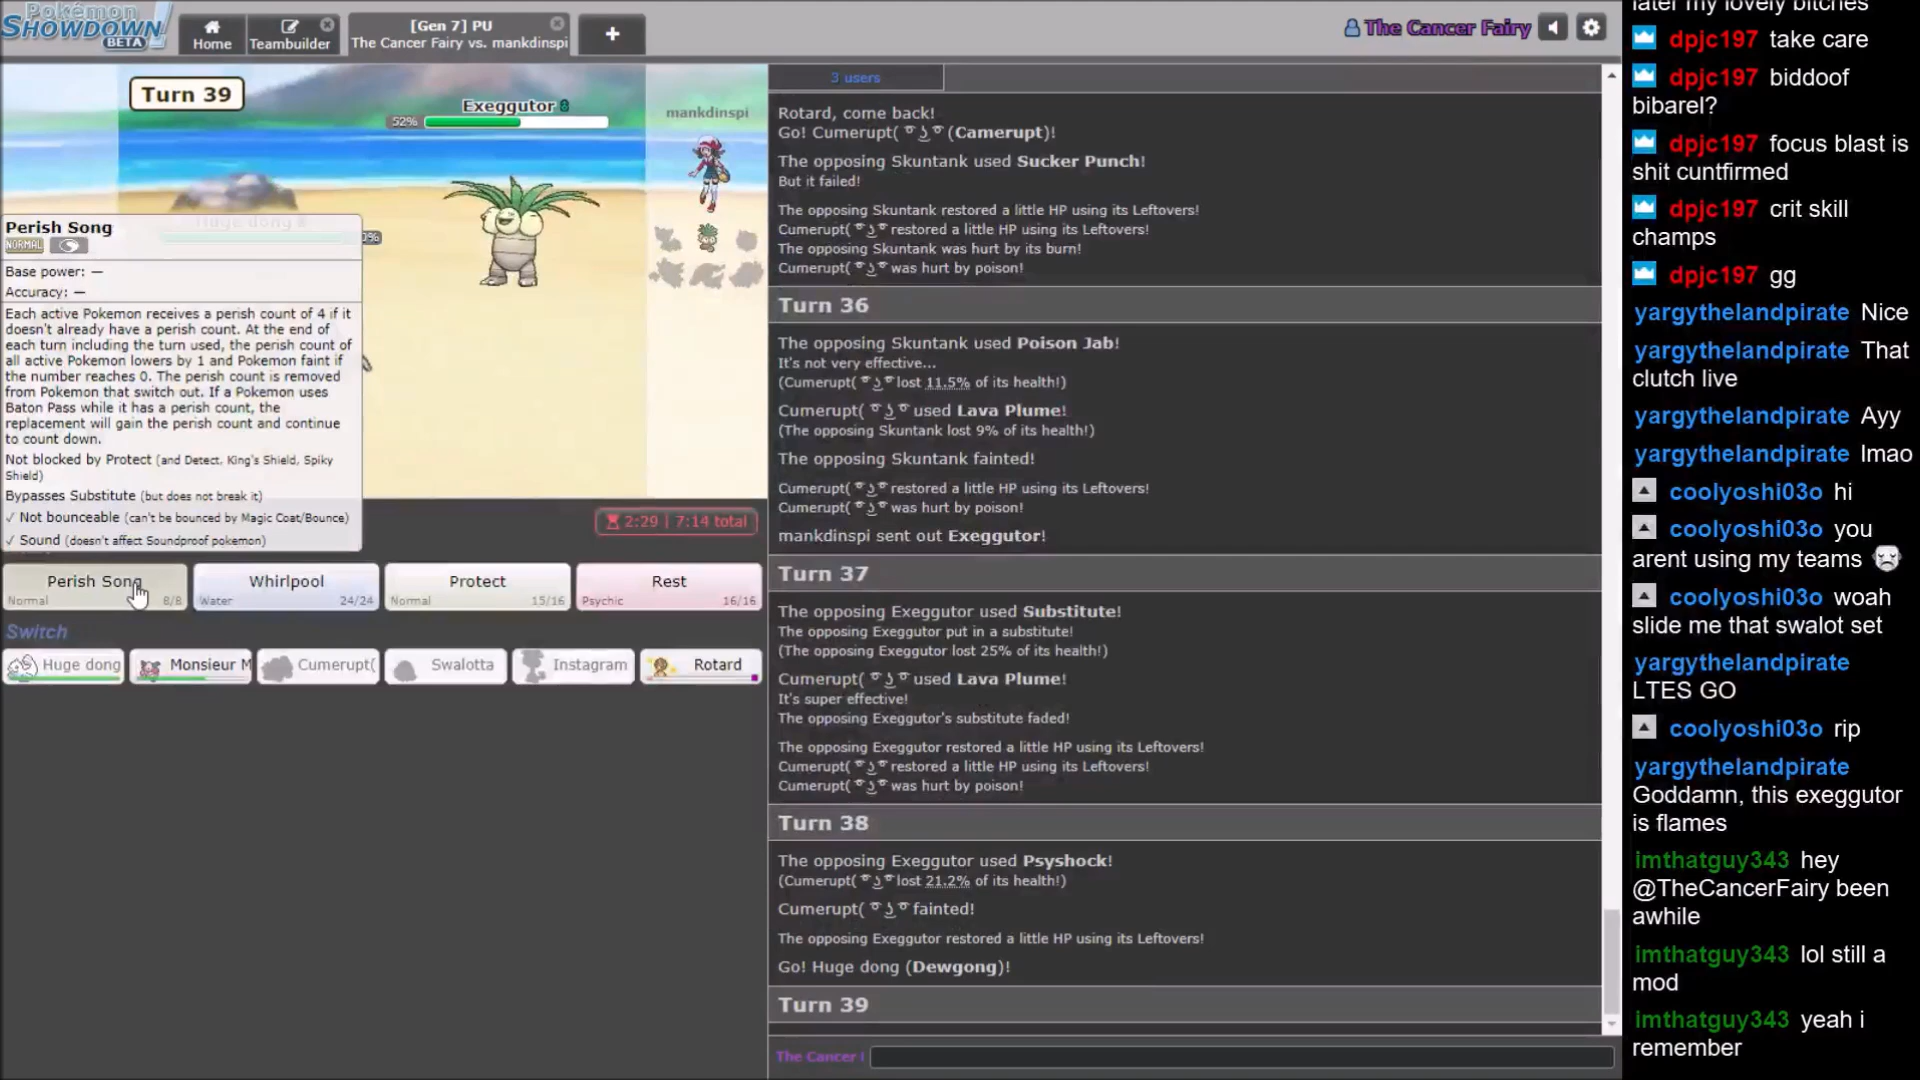 Pokémon
SHOWDOWN!
BETA
Home
Teambuilder
[Gen 7] PU
The Cancer Fairy vs. mankdinspi
+
The Cancer Fairy
Turn 39
Exeggutor
52%
mankdinspi
Perish Song
NORMAL
Base power: —
Accuracy: —
Each active Pokemon receives a perish count of 4 if it
doesn't already have a perish count. At the end of
each turn including the turn used, the perish count of
all active Pokemon lowers by 1 and Pokemon faint if
the number reaches 0. The perish count is removed
from Pokemon that switch out. If a Pokemon uses
Baton Pass while it has a perish count, the
replacement will gain the perish count and continue
to count down.
Not blocked by Protect (and Detect, King's Shield, Spiky
Shield)
Bypasses Substitute (but does not break it)
✓ Not bounceable (can't be bounced by Magic Coat/Bounce)
✓ Sound (doesn't affect Soundproof pokemon)
2:29 | 7:14 total
Perish Song
Normal 8/8
Whirlpool
Water 24/24
Protect
Normal 15/16
Rest
Psychic 16/16
Switch
Huge dong
Monsieur M
Cumerupt(
Swalotta
Instagram
Rotard
3 users
Rotard, come back!
Go! Cumerupt( ͡° ͜ʖ ͡° (Camerupt)!
The opposing Skuntank used Sucker Punch!
But it failed!
The opposing Skuntank restored a little HP using its Leftovers!
Cumerupt( ͡° ͜ʖ ͡° restored a little HP using its Leftovers!
The opposing Skuntank was hurt by its burn!
Cumerupt( ͡° ͜ʖ ͡° was hurt by poison!
Turn 36
The opposing Skuntank used Poison Jab!
It's not very effective...
(Cumerupt( ͡° ͜ʖ ͡° lost 11.5% of its health!)
Cumerupt( ͡° ͜ʖ ͡° used Lava Plume!
(The opposing Skuntank lost 9% of its health!)
The opposing Skuntank fainted!
Cumerupt( ͡° ͜ʖ ͡° restored a little HP using its Leftovers!
Cumerupt( ͡° ͜ʖ ͡° was hurt by poison!
mankdinspi sent out Exeggutor!
Turn 37
The opposing Exeggutor used Substitute!
The opposing Exeggutor put in a substitute!
(The opposing Exeggutor lost 25% of its health!)
Cumerupt( ͡° ͜ʖ ͡° used Lava Plume!
It's super effective!
The opposing Exeggutor's substitute faded!
The opposing Exeggutor restored a little HP using its Leftovers!
Cumerupt( ͡° ͜ʖ ͡° restored a little HP using its Leftovers!
Cumerupt( ͡° ͜ʖ ͡° was hurt by poison!
Turn 38
The opposing Exeggutor used Psyshock!
(Cumerupt( ͡° ͜ʖ ͡° lost 21.2% of its health!)
Cumerupt( ͡° ͜ʖ ͡° fainted!
The opposing Exeggutor restored a little HP using its Leftovers!
Go! Huge dong (Dewgong)!
Turn 39
The Cancer
later my lovely bitches
dpjc197 take care
dpjc197 biddoof
bibarel?
dpjc197 focus blast is
shit cuntfirmed
dpjc197 crit skill
champs
dpjc197 gg
yargythelandpirate Nice
yargythelandpirate That
clutch live
yargythelandpirate Ayy
yargythelandpirate lmao
coolyoshi03o hi
coolyoshi03o you
arent using my teams
coolyoshi03o woah
slide me that swalot set
yargythelandpirate
LTES GO
coolyoshi03o rip
yargythelandpirate
Goddamn, this exeggutor
is flames
imthatguy343 hey
@TheCancerFairy been
awhile
imthatguy343 lol still a
mod
imthatguy343 yeah i
remember